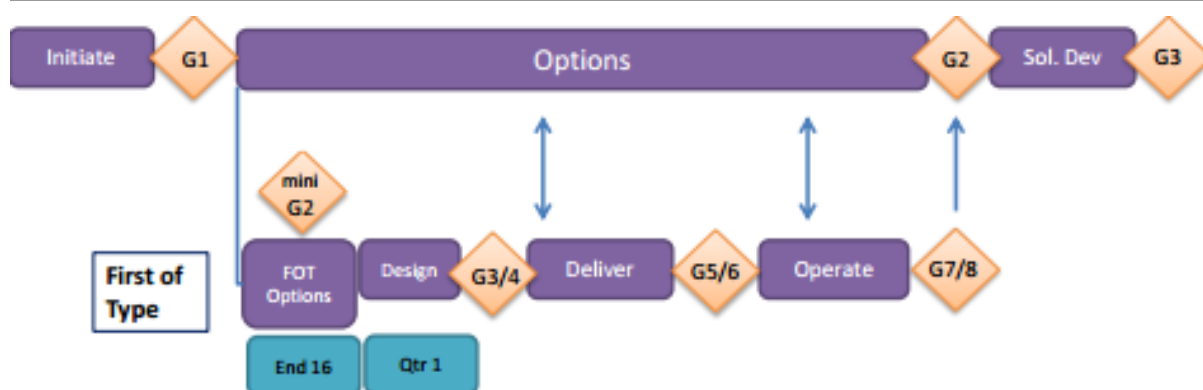 Initiate
G1
Options
G2
Sol. Dev
G3
mini
G2
First of
Type
FOT
Options
Design
G3/4
Deliver
G5/6
Operate
G7/8
End 16
Qtr 1